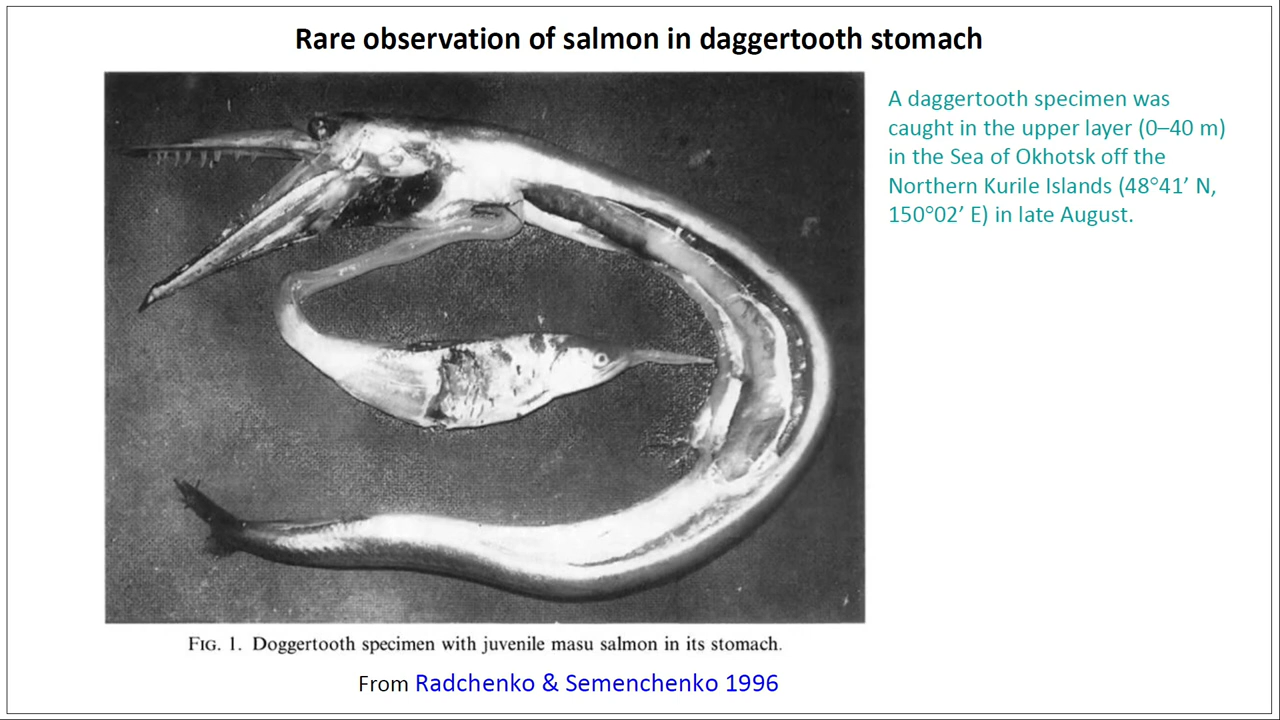 Rare observation of salmon in daggertooth stomach
A daggertooth specimen was
caught in the upper layer (0–40 m)
in the Sea of Okhotsk off the
Northern Kurile Islands (48°41’ N,
150°02’ E) in late August.
FIG. 1. Doggertooth specimen with juvenile masu salmon in its stomach.
From Radchenko & Semenchenko 1996